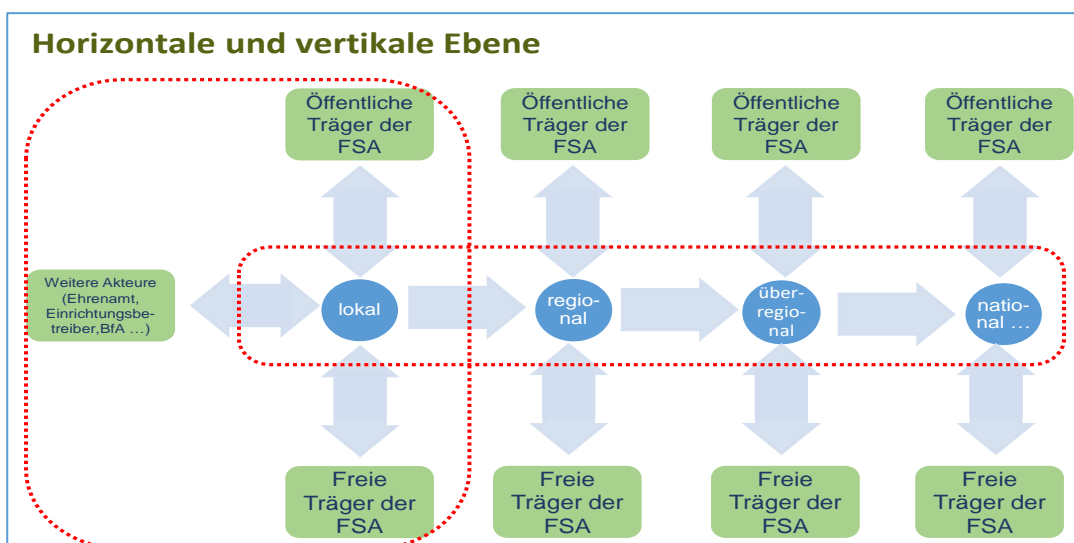 Horizontale und vertikale Ebene
Öffentliche
Träger der
FSA
Öffentliche
Träger der
FSA
Öffentliche
Träger der
FSA
Öffentliche
Träger der
FSA
Weitere Akteure
(Ehrenamt,
Einrichtungsbe-
treiber,BfA ...)
lokal
regio-
nal
über-
regio-
nal
natio-
nal ...
Freie
Träger der
FSA
Freie
Träger der
FSA
Freie
Träger der
FSA
Freie
Träger der
FSA